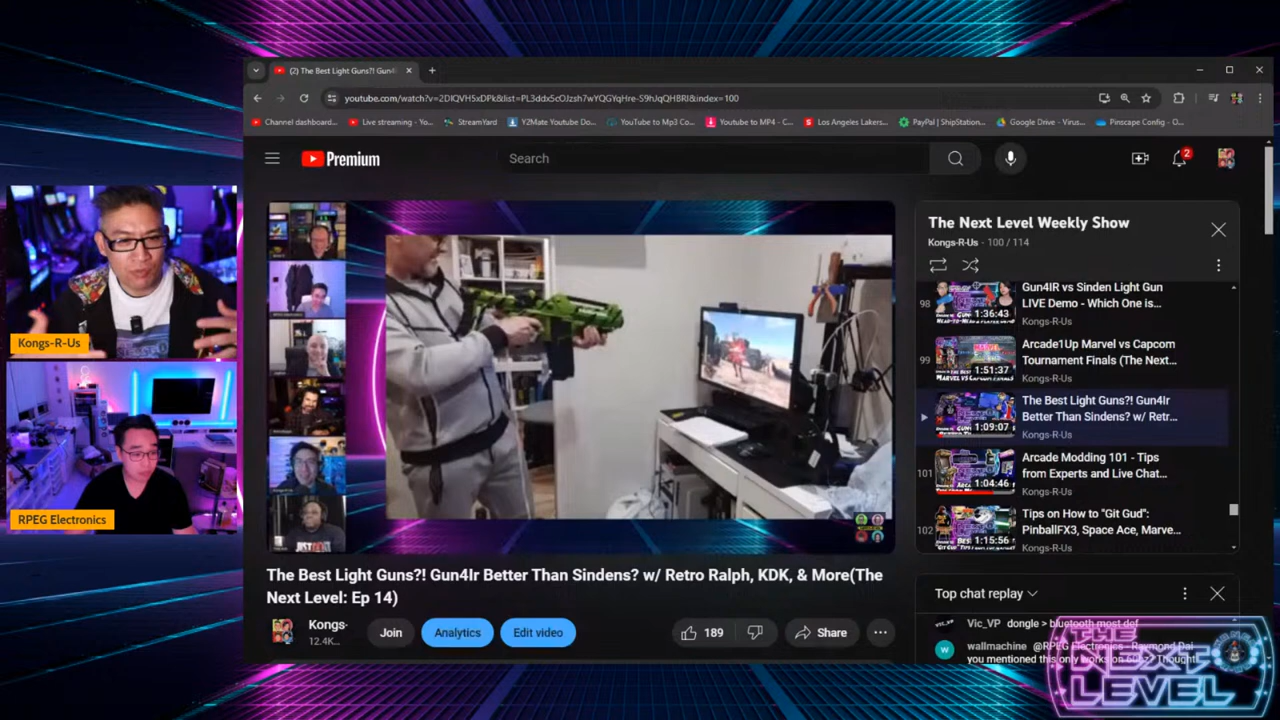 (2) The Best Light Guns?! Gun4I
youtube.com/watch?v=2DlQVH5xDPk&list=PL3ddx5cOJzsh7wYQGYqHre-S9hJqQHBRI&index=100
Channel dashboard...
Live streaming - Yo...
StreamYard
Y2Mate Youtube Do...
YouTube to Mp3 Co...
Youtube to MP4 - C...
Los Angeles Lakers...
PayPal | ShipStation...
Google Drive - Virus...
Pinscape Config - O...
Premium
Search
2
Kongs-R-Us
RPEG Electronics
The Next Level Weekly Show
Kongs-R-Us - 100 / 114
98
1:36:43
Gun4IR vs Sinden Light Gun
LIVE Demo - Which One is...
Kongs-R-Us
99
1:51:37
Arcade1Up Marvel vs Capcom
Tournament Finals (The Next
Kongs-R-Us
1:09:07
The Best Light Guns?! Gun4Ir
Better Than Sindens? w/ Retr...
Kongs-R-Us
101
1:04:46
Arcade Modding 101 - Tips
from Experts and Live Chat...
Kongs-R-Us
102
1:15:56
Tips on How to "Git Gud":
PinballFX3, Space Ace, Marve...
Kongs-R-Us
The Best Light Guns?! Gun4Ir Better Than Sindens? w/ Retro Ralph, KDK, & More(The
Next Level: Ep 14)
Kongs-
12.4K...
Join
Analytics
Edit video
189
Share
Top chat replay
Vic_VP dongle > bluetooth most def
wallmachine @RPEG Electronics - Raymond Dai
you mentioned this only works on 60hz? Thought
THE
NEXT
LEVEL